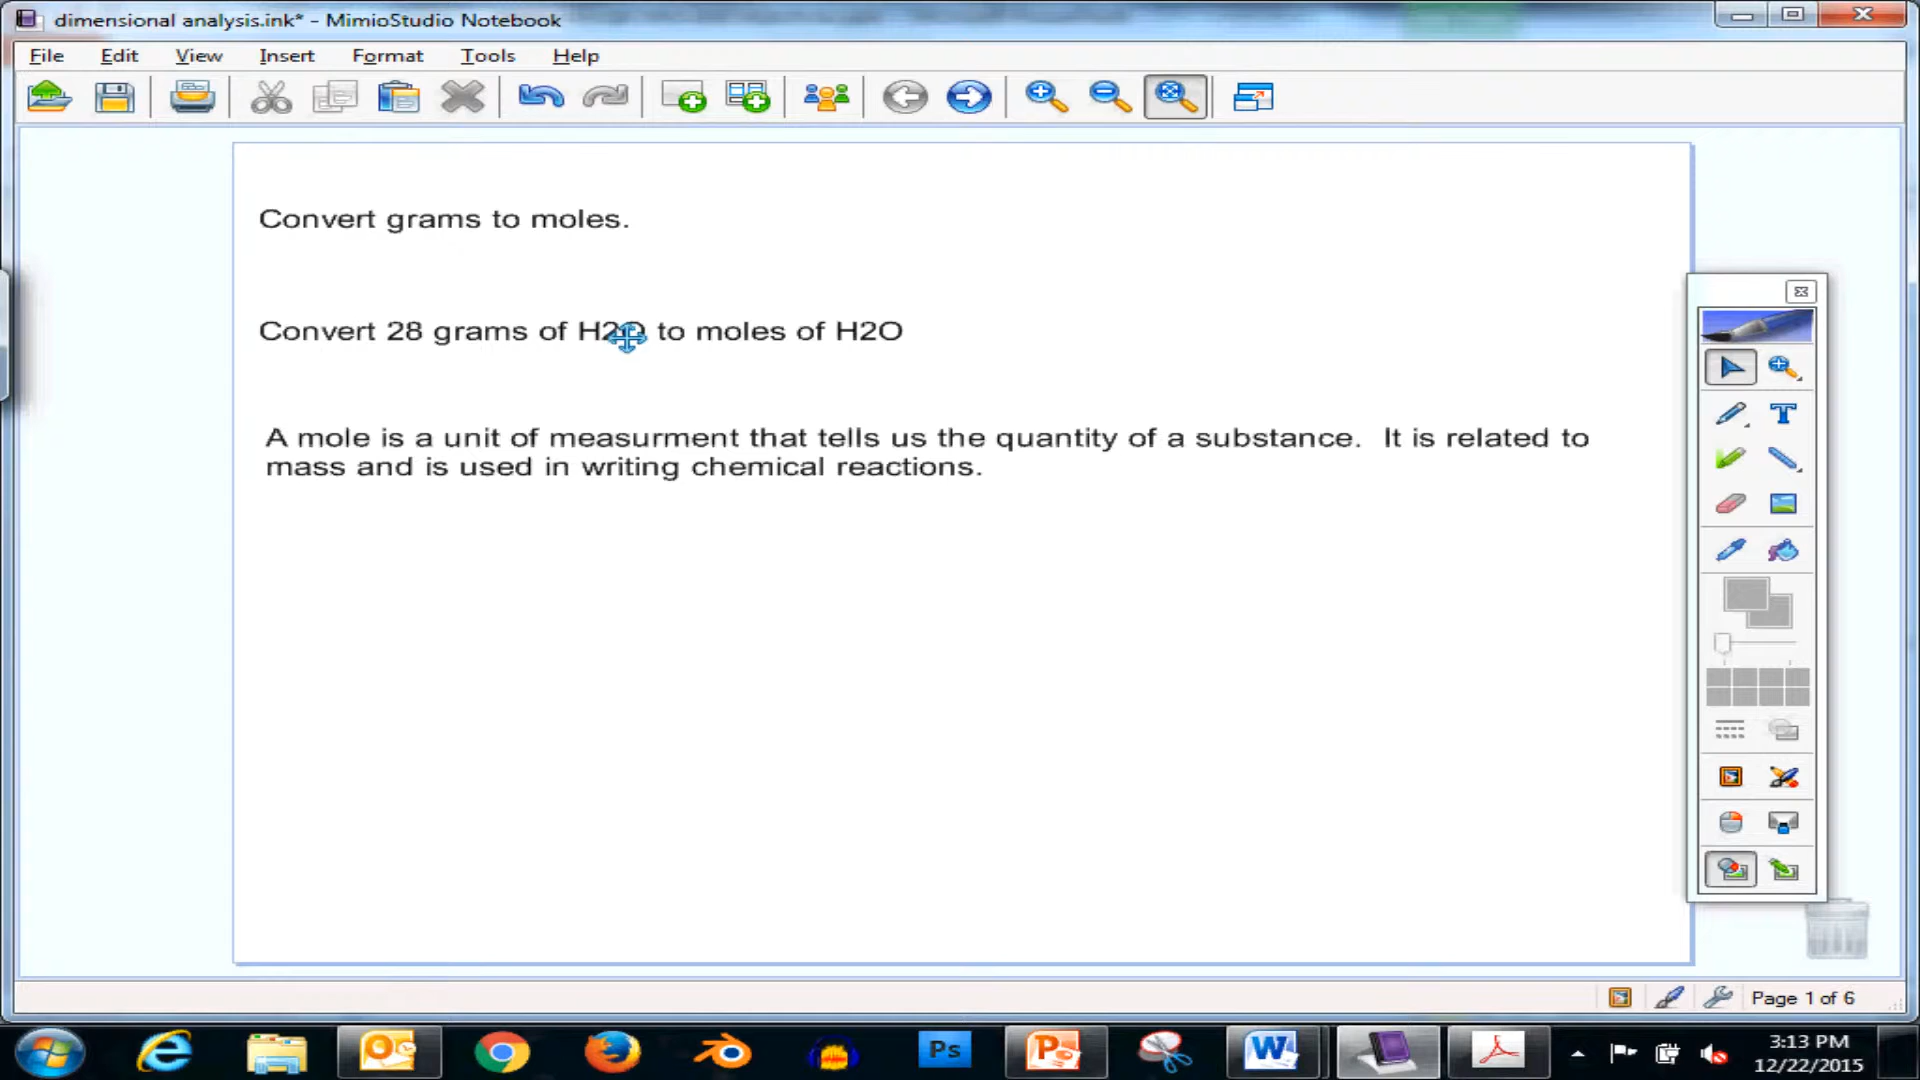 dimensional analysis.ink* - MimioStudio Notebook
File Edit View Insert Format Tools Help
Convert grams to moles.
Convert 28 grams of H2O to moles of H2O
A mole is a unit of measurment that tells us the quantity of a substance. It is related to
mass and is used in writing chemical reactions.
T
Page 1 of 6
Ps
3:13 PM
12/22/2015